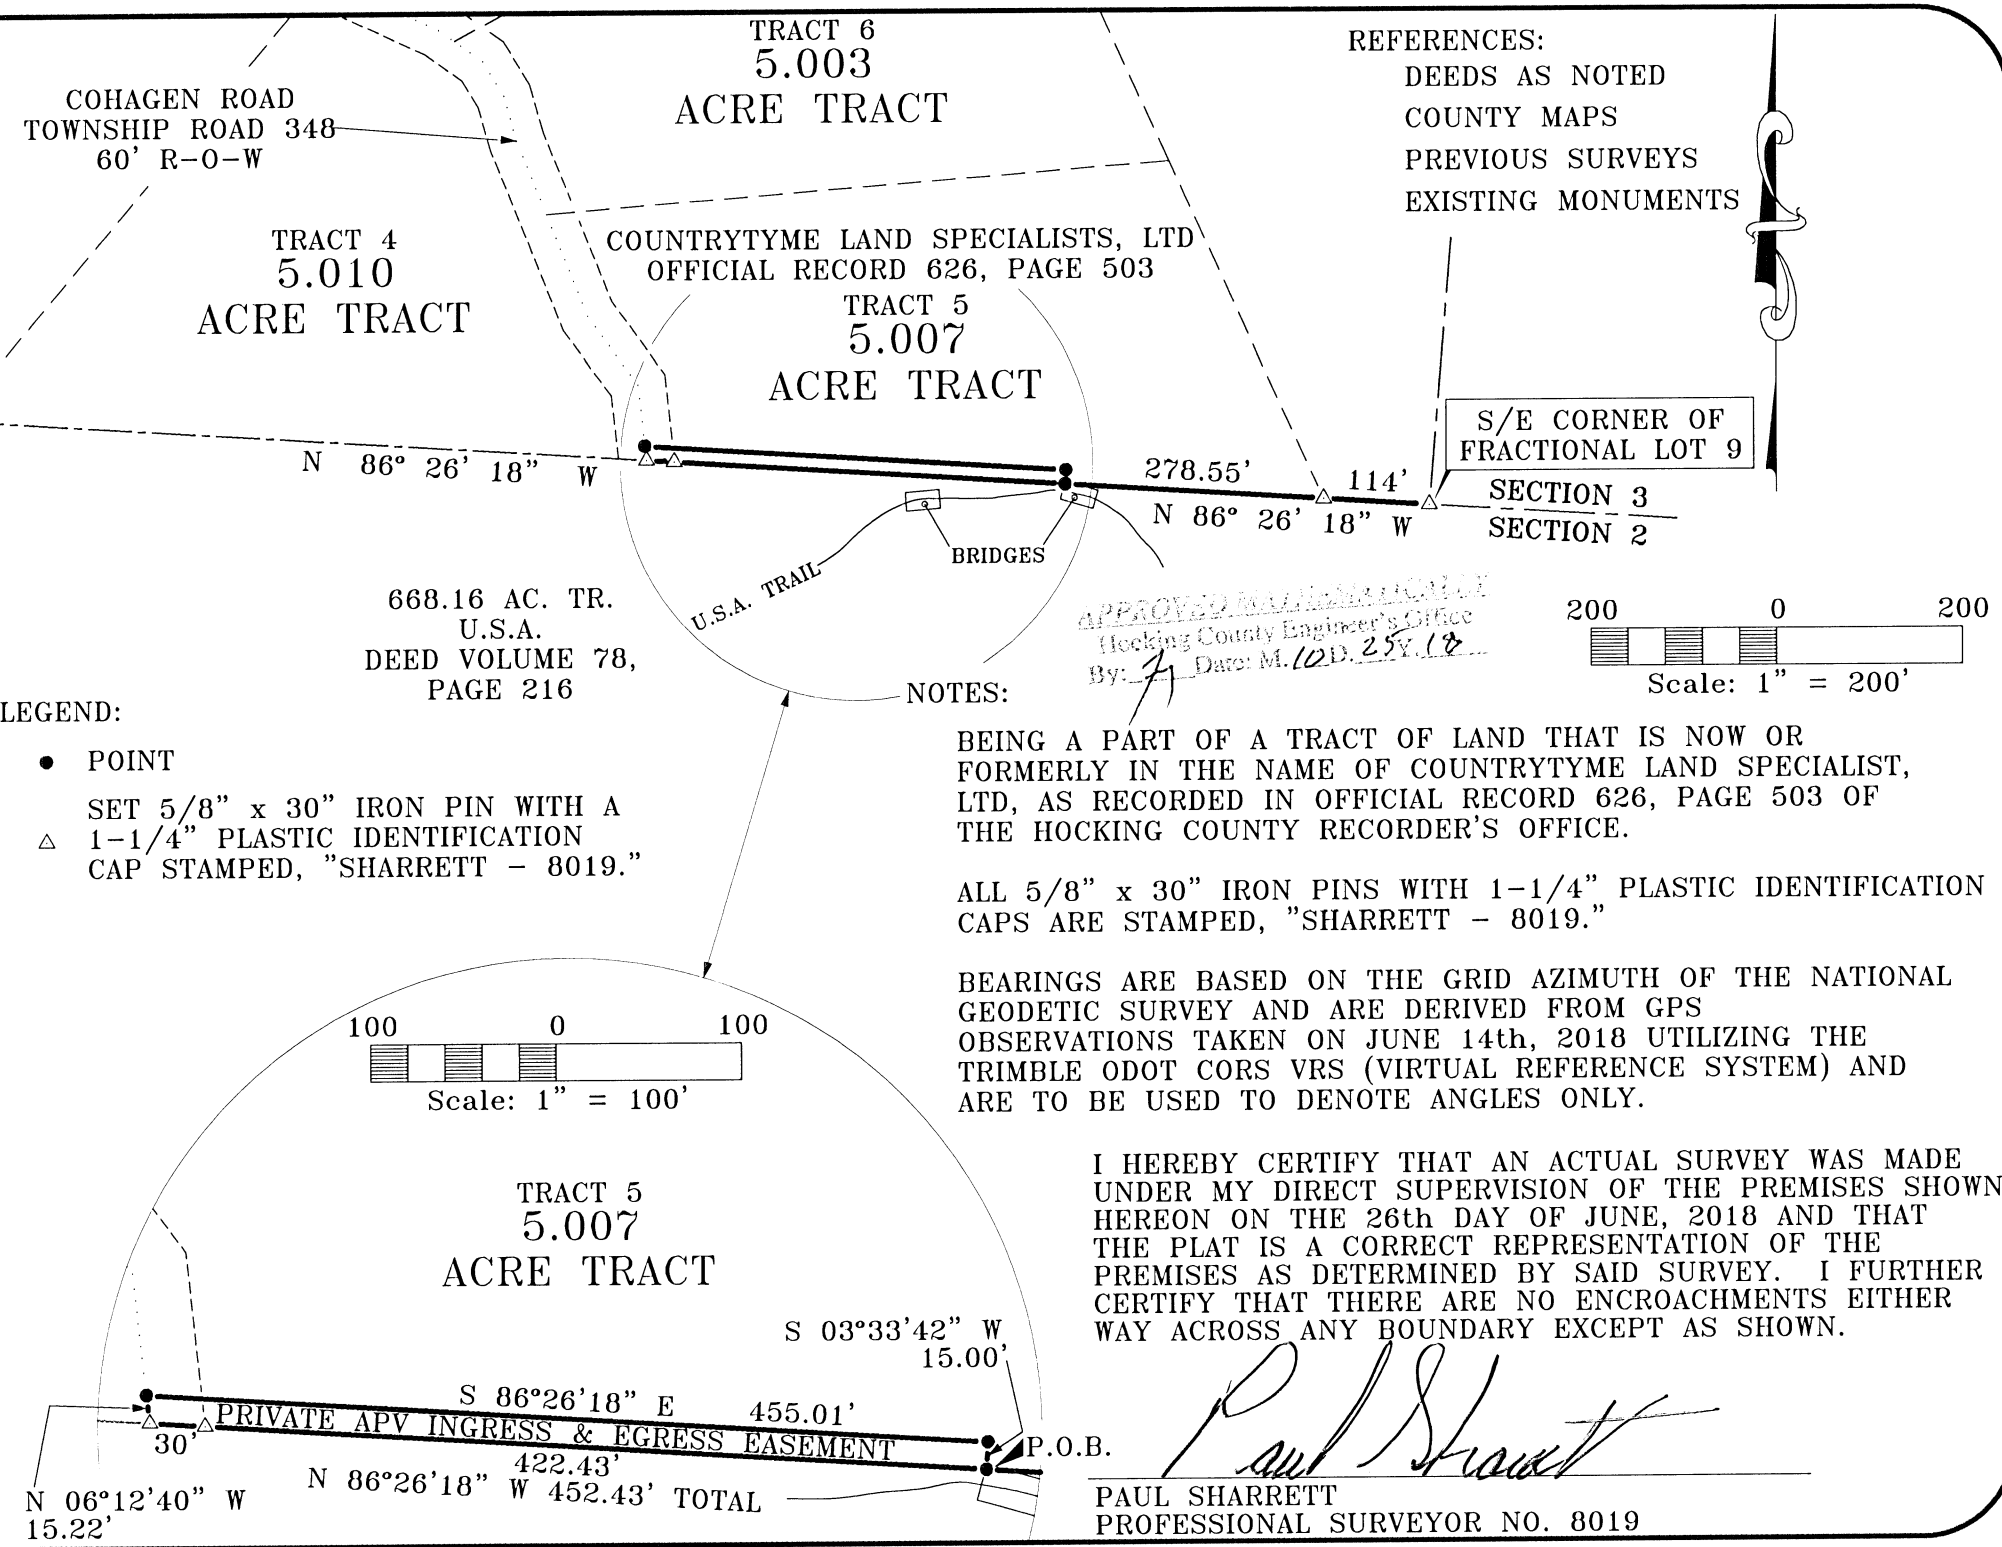 TRACT 6
5.003
ACRE TRACT
REFERENCES:
DEEDS AS NOTED
COUNTY MAPS
PREVIOUS SURVEYS
EXISTING MONUMENTS
COHAGEN ROAD
TOWNSHIP ROAD 348
60' R-O-W
TRACT 4
5.010
ACRE TRACT
COUNTRYTYME LAND SPECIALISTS, LTD
OFFICIAL RECORD 626, PAGE 503
TRACT 5
5.007
ACRE TRACT
S/E CORNER OF
FRACTIONAL LOT 9
N 86° 26' 18" W
278.55'
114'
N 86° 26' 18" W
SECTION 3
SECTION 2
BRIDGES
U.S.A. TRAIL
668.16 AC. TR.
U.S.A.
DEED VOLUME 78,
PAGE 216
APPROVED MATHEMATICALLY
Hocking County Engineer's Office
By: Date: M. 10 D. 25 Y. 18
200 0 200
Scale: 1" = 200'
LEGEND:
POINT
SET 5/8" x 30" IRON PIN WITH A
1-1/4" PLASTIC IDENTIFICATION
CAP STAMPED, "SHARRETT - 8019."
NOTES:
BEING A PART OF A TRACT OF LAND THAT IS NOW OR
FORMERLY IN THE NAME OF COUNTRYTYME LAND SPECIALIST,
LTD, AS RECORDED IN OFFICIAL RECORD 626, PAGE 503 OF
THE HOCKING COUNTY RECORDER'S OFFICE.
ALL 5/8" x 30" IRON PINS WITH 1-1/4" PLASTIC IDENTIFICATION
CAPS ARE STAMPED, "SHARRETT - 8019."
BEARINGS ARE BASED ON THE GRID AZIMUTH OF THE NATIONAL
GEODETIC SURVEY AND ARE DERIVED FROM GPS
OBSERVATIONS TAKEN ON JUNE 14th, 2018 UTILIZING THE
TRIMBLE ODOT CORS VRS (VIRTUAL REFERENCE SYSTEM) AND
ARE TO BE USED TO DENOTE ANGLES ONLY.
100 0 100
Scale: 1" = 100'
TRACT 5
5.007
ACRE TRACT
S 03°33'42" W
15.00'
S 86°26'18" E 455.01'
PRIVATE APV INGRESS & EGRESS EASEMENT
30'
422.43'
N 86°26'18" W 452.43' TOTAL
P.O.B.
N 06°12'40" W
15.22'
I HEREBY CERTIFY THAT AN ACTUAL SURVEY WAS MADE
UNDER MY DIRECT SUPERVISION OF THE PREMISES SHOWN
HEREON ON THE 26th DAY OF JUNE, 2018 AND THAT
THE PLAT IS A CORRECT REPRESENTATION OF THE
PREMISES AS DETERMINED BY SAID SURVEY. I FURTHER
CERTIFY THAT THERE ARE NO ENCROACHMENTS EITHER
WAY ACROSS ANY BOUNDARY EXCEPT AS SHOWN.
Paul Sharrett
PAUL SHARRETT
PROFESSIONAL SURVEYOR NO. 8019